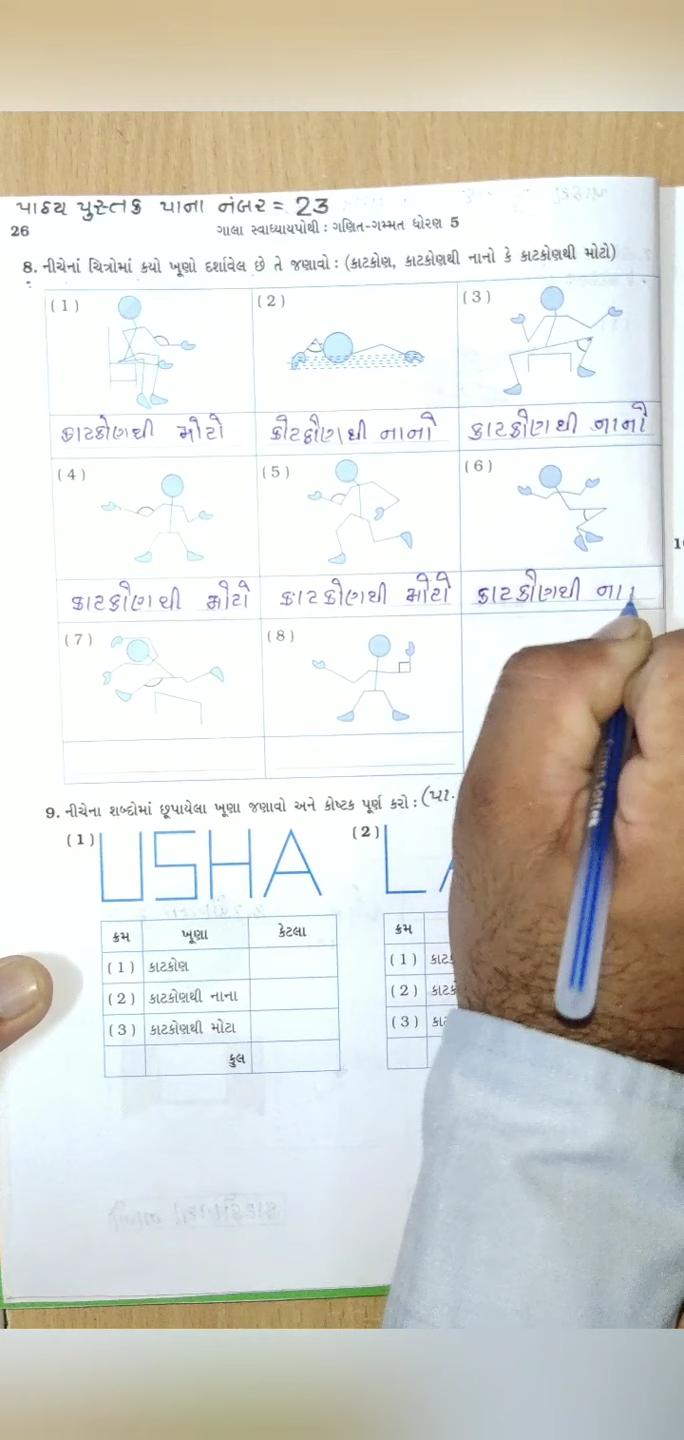 પાઠય પુસ્તક પાના નંબર = 23
26 ગાલા સ્વાધ્યાયપોથી : ગણિત-ગમ્મત ધોરણ 5
8. નીચેનાં ચિત્રોમાં કયો ખૂણો દર્શાવેલ છે તે જણાવો : (કાટકોણ, કાટકોણથી નાનો કે કાટકોણથી મોટો)
(1) (2) (3)
કાટકોણથી મોટો કાટકોણથી નાનો કાટકોણથી નાનો
(4) (5) (6)
કાટકોણથી મોટો કાટકોણથી મોટો કાટકોણથી ના
(7) (8)
9. નીચેના શબ્દોમાં છૂપાયેલા ખૂણા જણાવો અને કોષ્ટક પૂર્ણ કરો : (પા.
(1) USHA (2) L
ક્રમ ખૂણા કેટલા ક્રમ
(1) કાટકોણ (1) કાટ
(2) કાટકોણથી નાના (2) કાટકો
(3) કાટકોણથી મોટા (3) કા
કુલ